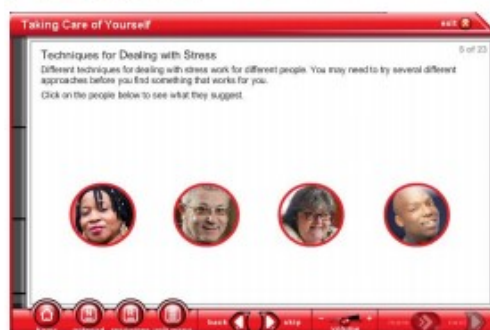 Taking Care of Yourself
exit
5 of 23
Techniques for Dealing with Stress
Different techniques for dealing with stress work for different people. You may need to try several different
approaches before you find something that works for you.
Click on the people below to see what they suggest.
back
skip